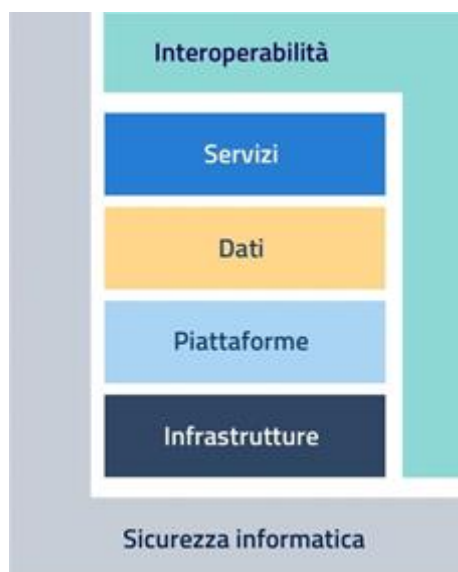 Interoperabilità
Servizi
Dati
Piattaforme
Infrastrutture
Sicurezza informatica